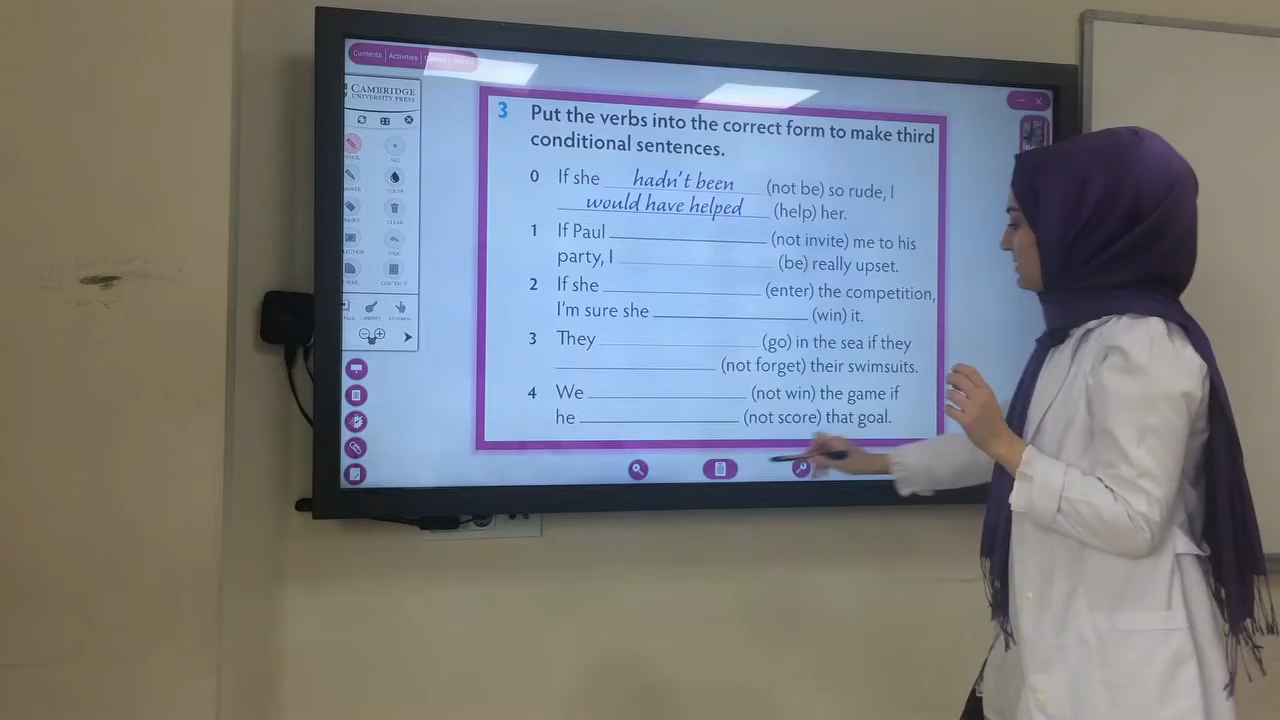 Contents | Activities
CAMBRIDGE
UNIVERSITY PRESS
COLOR
CLEAR
3 Put the verbs into the correct form to make third
conditional sentences.
0 If she hadn't been (not be) so rude, I
would have helped (help) her.
1 If Paul (not invite) me to his
party, I (be) really upset.
2 If she (enter) the competition,
I'm sure she (win) it.
3 They (go) in the sea if they
(not forget) their swimsuits.
4 We (not win) the game if
he (not score) that goal.